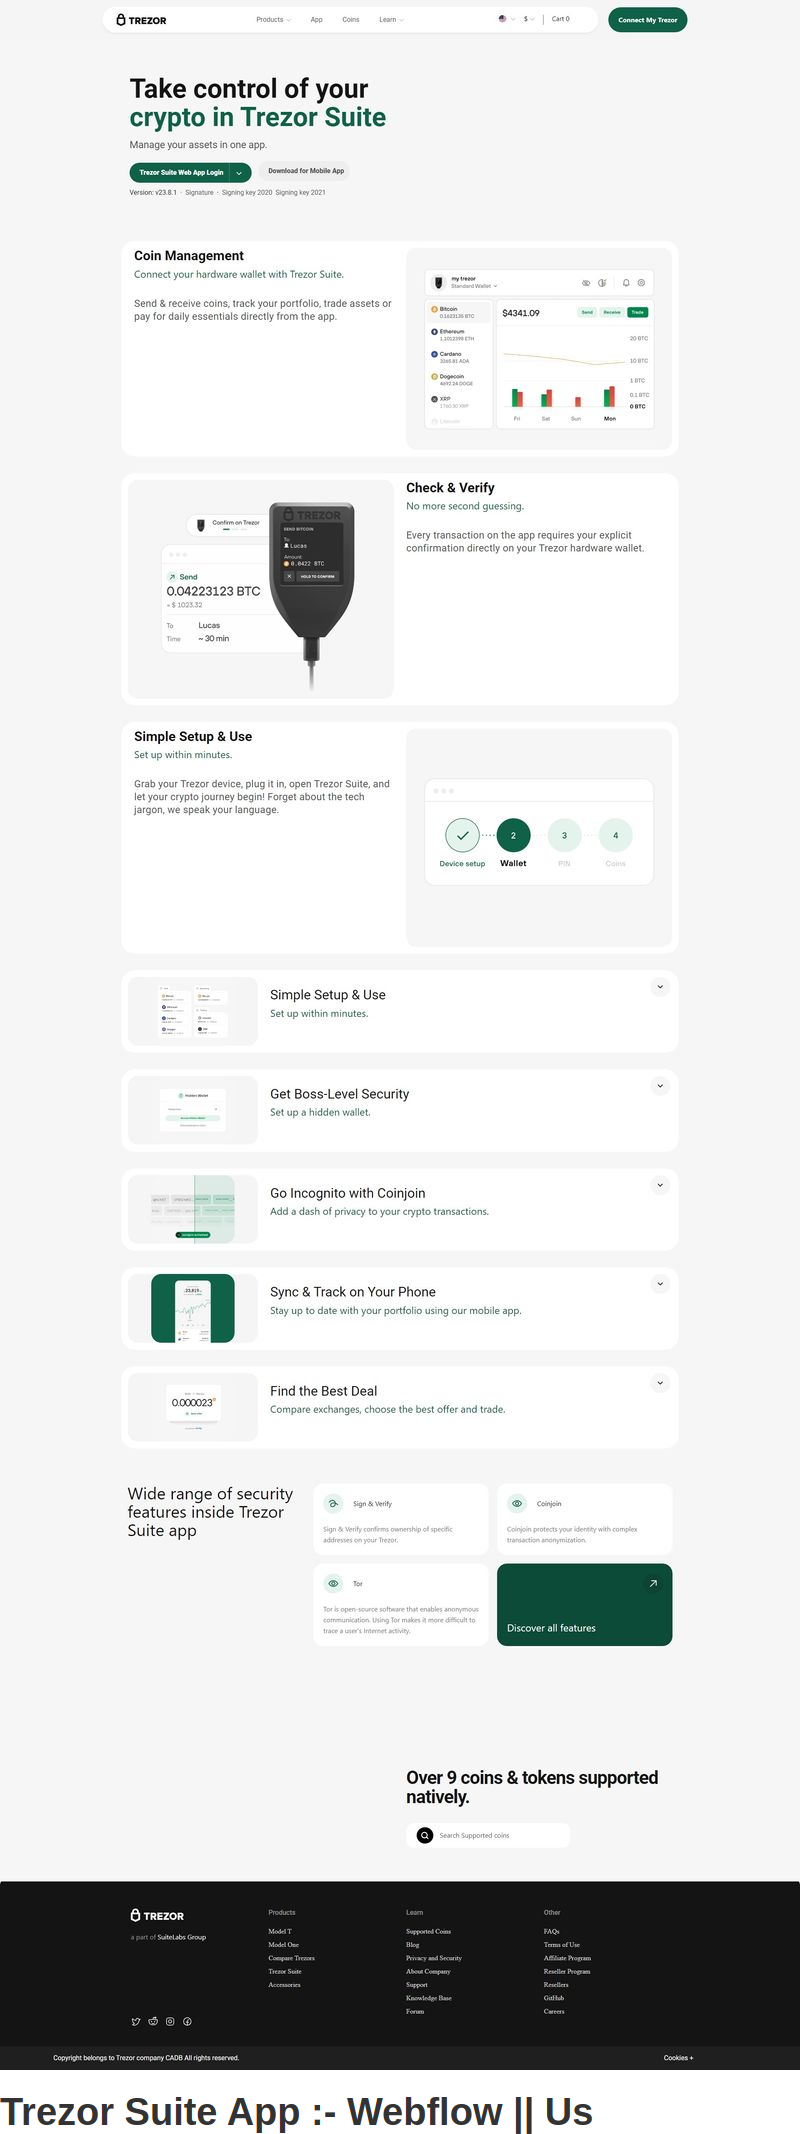 TREZOR
Products App Coins Learn $ Cart 0 Connect My Trezor
Take control of your
crypto in Trezor Suite
Manage your assets in one app.
Trezor Suite Web App Login Download for Mobile App
Version: v23.8.1 · Signature · Signing key 2020 Signing key 2021
Coin Management
Connect your hardware wallet with Trezor Suite.
Send & receive coins, track your portfolio, trade assets or
pay for daily essentials directly from the app.
my trezor
Standard Wallet
Bitcoin
0.1623135 BTC
Ethereum
1.1012398 ETH
Cardano
3265.81 ADA
Dogecoin
4692.24 DOGE
XRP
1760.30 XRP
Litecoin
$4341.09 Send Receive Trade
20 BTC
10 BTC
1 BTC
0.1 BTC
0 BTC
Fri Sat Sun Mon
Confirm on Trezor
Send
0.04223123 BTC
≈ $ 1023,32
To Lucas
Time ~ 30 min
TREZOR
SEND BITCOIN
To:
Lucas
Amount:
0.0422 BTC
HOLD TO CONFIRM
Check & Verify
No more second guessing.
Every transaction on the app requires your explicit
confirmation directly on your Trezor hardware wallet.
Simple Setup & Use
Set up within minutes.
Grab your Trezor device, plug it in, open Trezor Suite, and
let your crypto journey begin! Forget about the tech
jargon, we speak your language.
2 3 4
Device setup Wallet PIN Coins
Simple Setup & Use
Set up within minutes.
Hidden Wallet
Get Boss-Level Security
Set up a hidden wallet.
Go Incognito with Coinjoin
Add a dash of privacy to your crypto transactions.
Sync & Track on Your Phone
Stay up to date with your portfolio using our mobile app.
0.000023
Find the Best Deal
Compare exchanges, choose the best offer and trade.
Wide range of security
features inside Trezor
Suite app
Sign & Verify
Sign & Verify confirms ownership of specific
addresses on your Trezor.
Coinjoin
Coinjoin protects your identity with complex
transaction anonymization.
Tor
Tor is open-source software that enables anonymous
communication. Using Tor makes it more difficult to
trace a user's Internet activity.
Discover all features
Over 9 coins & tokens supported
natively.
Search Supported coins
TREZOR
a part of SuiteLabs Group
Products
Model T
Model One
Compare Trezors
Trezor Suite
Accessories
Learn
Supported Coins
Blog
Privacy and Security
About Company
Support
Knowledge Base
Forum
Other
FAQs
Terms of Use
Affiliate Program
Reseller Program
Resellers
GitHub
Careers
Copyright belongs to Trezor company CADB All rights reserved. Cookies +
Trezor Suite App :- Webflow || Us